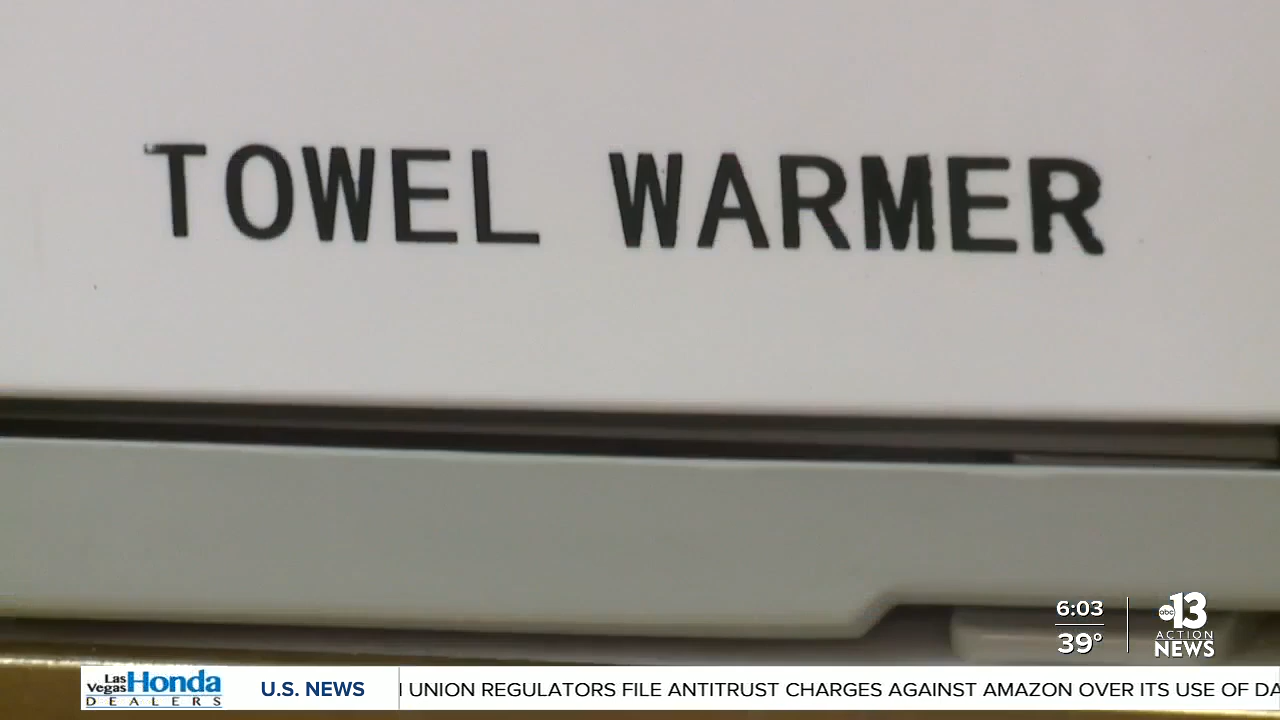 TOWEL WARMER
6:03
39°
abc 13
ACTION
NEWS
Las Vegas Honda
DEALERS
U.S. NEWS
UNION REGULATORS FILE ANTITRUST CHARGES AGAINST AMAZON OVER ITS USE OF